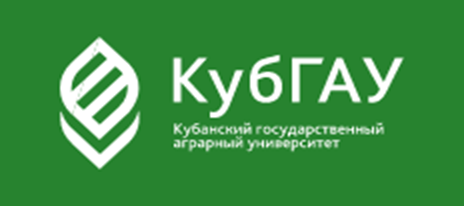 КубГАУ
Кубанский государственный
аграрный университет